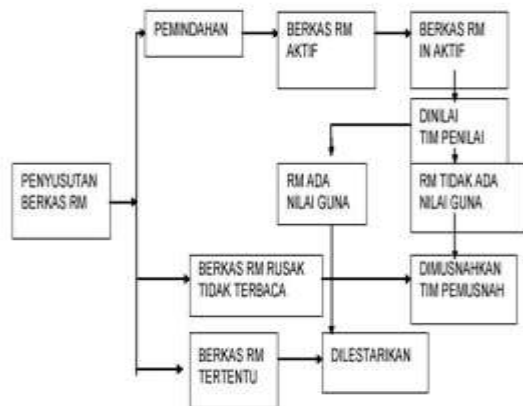 PEMINDAHAN
BERKAS RM
AKTIF
BERKAS RM
IN AKTIF
DINILAI
TIM PENILAI
PENYUSUTAN
BERKAS RM
RM ADA
NILAI GUNA
RM TIDAK ADA
NILAI GUNA
BERKAS RM RUSAK
TIDAK TERBACA
DIMUSNAHKAN
TIM PEMUSNAH
BERKAS RM
TERTENTU
DILESTARIKAN